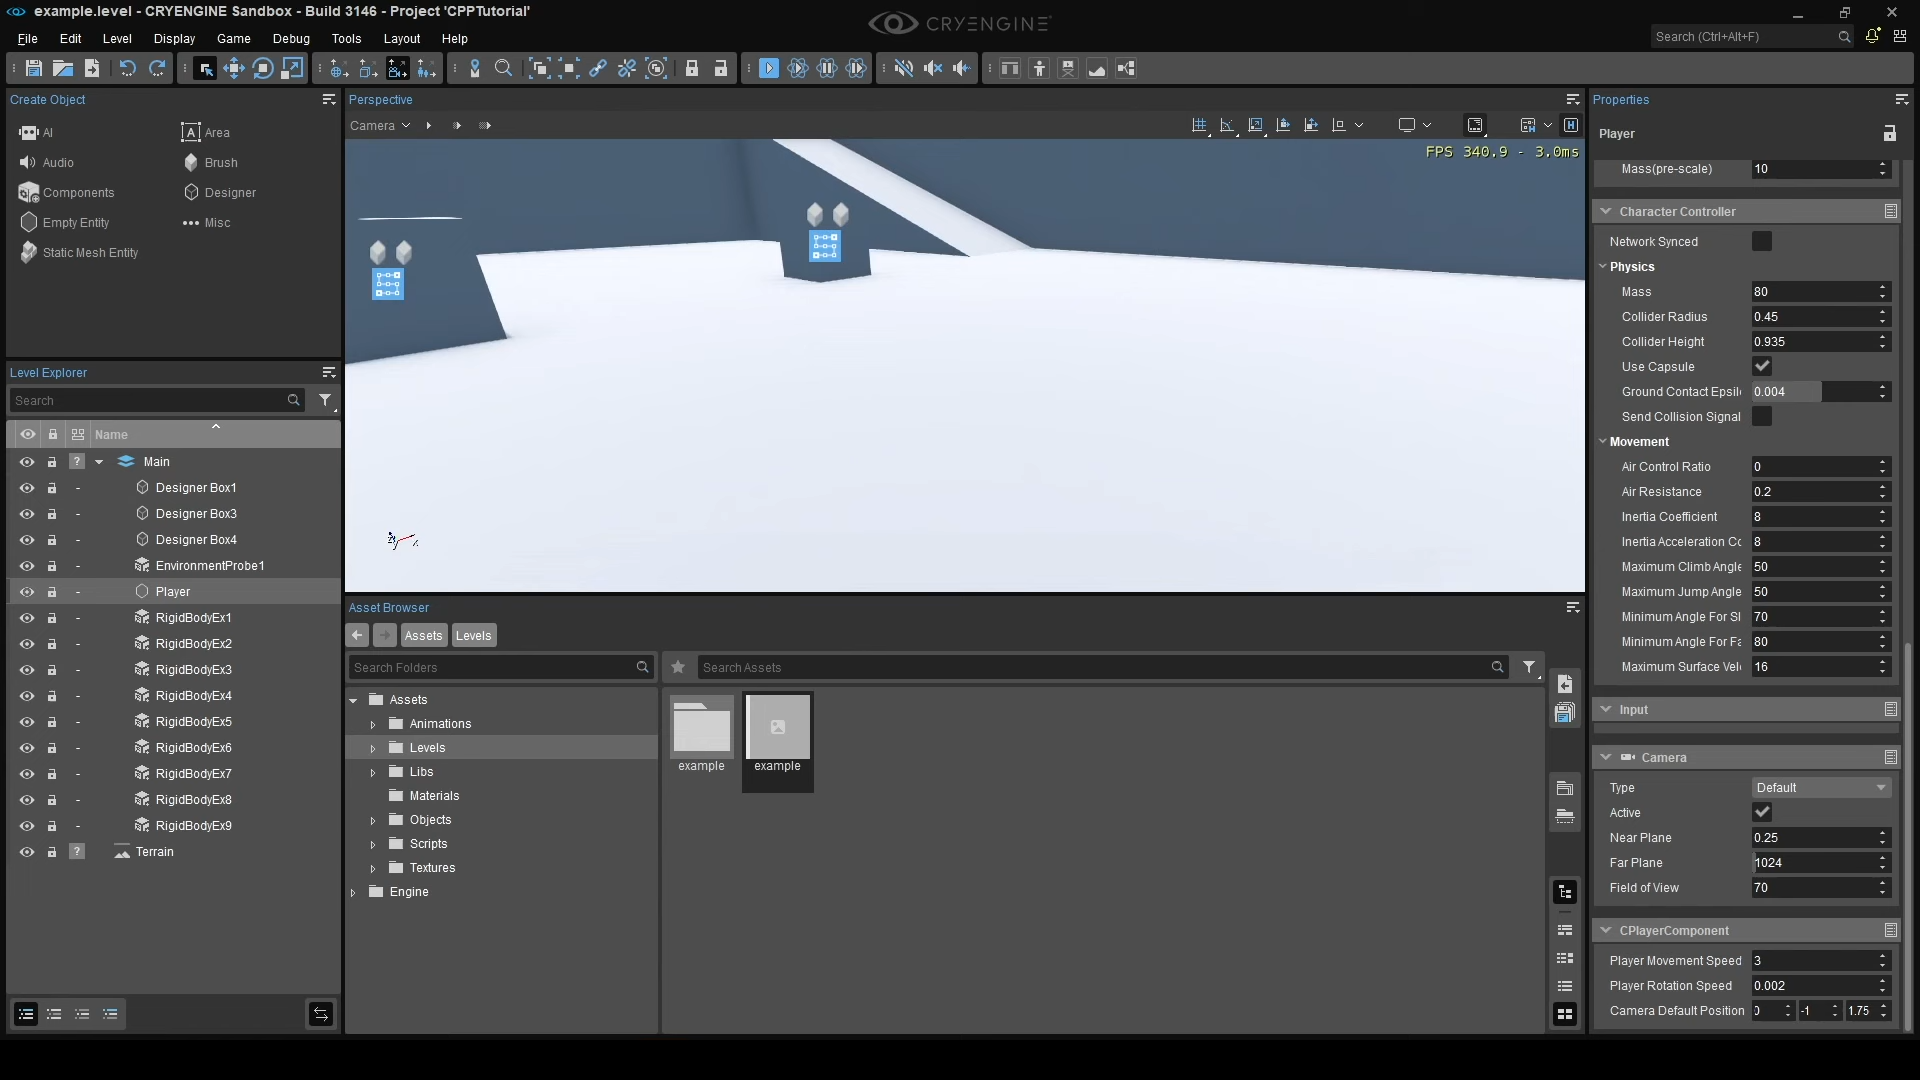 example.level - CRYENGINE Sandbox - Build 3146 - Project 'CPPTutorial'
CRYENGINE
File Edit Level Display Game Debug Tools Layout Help
Search (Ctrl+Alt+F)
Create Object
AI
Area
Audio
Brush
Components
Designer
Empty Entity
Misc
Static Mesh Entity
Level Explorer
Search
Name
? Main
- Designer Box1
- Designer Box3
- Designer Box4
- EnvironmentProbe1
- Player
- RigidBodyEx1
- RigidBodyEx2
- RigidBodyEx3
- RigidBodyEx4
- RigidBodyEx5
- RigidBodyEx6
- RigidBodyEx7
- RigidBodyEx8
- RigidBodyEx9
? Terrain
Perspective
Camera
FPS 340.9 - 3.0ms
Asset Browser
Assets Levels
Search Folders
Search Assets
Assets
Animations
Levels
Libs
Materials
Objects
Scripts
Textures
Engine
example
example
Properties
Player
Mass(pre-scale) 10
Character Controller
Network Synced
Physics
Mass 80
Collider Radius 0.45
Collider Height 0.935
Use Capsule
Ground Contact Epsil 0.004
Send Collision Signal
Movement
Air Control Ratio 0
Air Resistance 0.2
Inertia Coefficient 8
Inertia Acceleration Co 8
Maximum Climb Angle 50
Maximum Jump Angle 50
Minimum Angle For Sl 70
Minimum Angle For Fa 80
Maximum Surface Vel 16
Input
Camera
Type Default
Active
Near Plane 0.25
Far Plane 1024
Field of View 70
CPlayerComponent
Player Movement Speed 3
Player Rotation Speed 0.002
Camera Default Position 0 -1 1.75